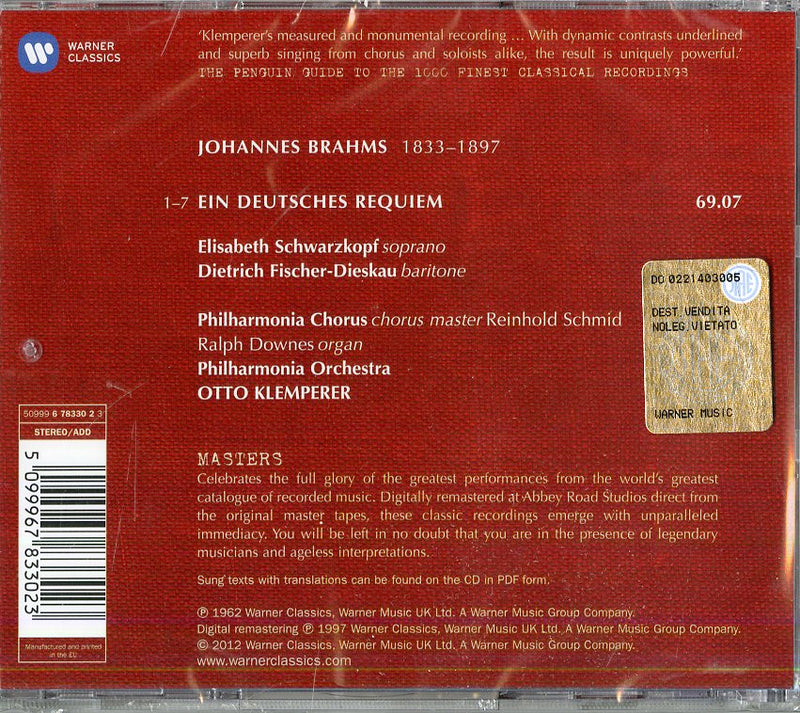 WARNER
CLASSICS
‘Klemperer’s measured and monumental recording ... With dynamic contrasts underlined
and superb singing from chorus and soloists alike, the result is uniquely powerful.’
THE PENGUIN GUIDE TO THE 1000 FINEST CLASSICAL RECORDINGS
JOHANNES BRAHMS 1833–1897
1–7 EIN DEUTSCHES REQUIEM 69.07
Elisabeth Schwarzkopf soprano
Dietrich Fischer-Dieskau baritone
Philharmonia Chorus chorus master Reinhold Schmid
Ralph Downes organ
Philharmonia Orchestra
OTTO KLEMPERER
DO 0221403005
DEST.VENDITA
NOLEG.VIETATO
WARNER MUSIC
50999 6 78330 2 3
STEREO/ADD
5 099967 833023
Manufactured and printed
in the EU
MASTERS
Celebrates the full glory of the greatest performances from the world’s greatest
catalogue of recorded music. Digitally remastered at Abbey Road Studios direct from
the original master tapes, these classic recordings emerge with unparalleled
immediacy. You will be left in no doubt that you are in the presence of legendary
musicians and ageless interpretations.
Sung texts with translations can be found on the CD in PDF form.
℗ 1962 Warner Classics, Warner Music UK Ltd. A Warner Music Group Company.
Digital remastering ℗ 1997 Warner Classics, Warner Music UK Ltd. A Warner Music Group Company.
© 2012 Warner Classics, Warner Music UK Ltd. A Warner Music Group Company.
www.warnerclassics.com